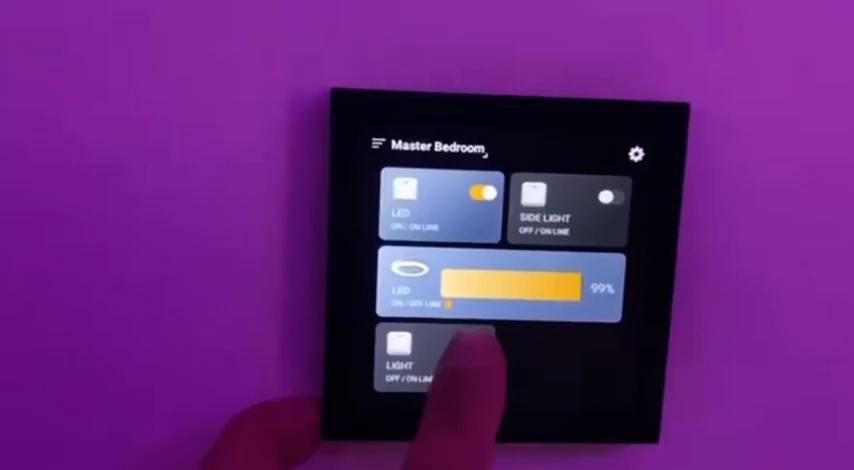 Master Bedroom
LED
ON / ON LINE
SIDE LIGHT
OFF / ON LINE
LED
ON / OFF LINE
99%
LIGHT
OFF / ON LIN